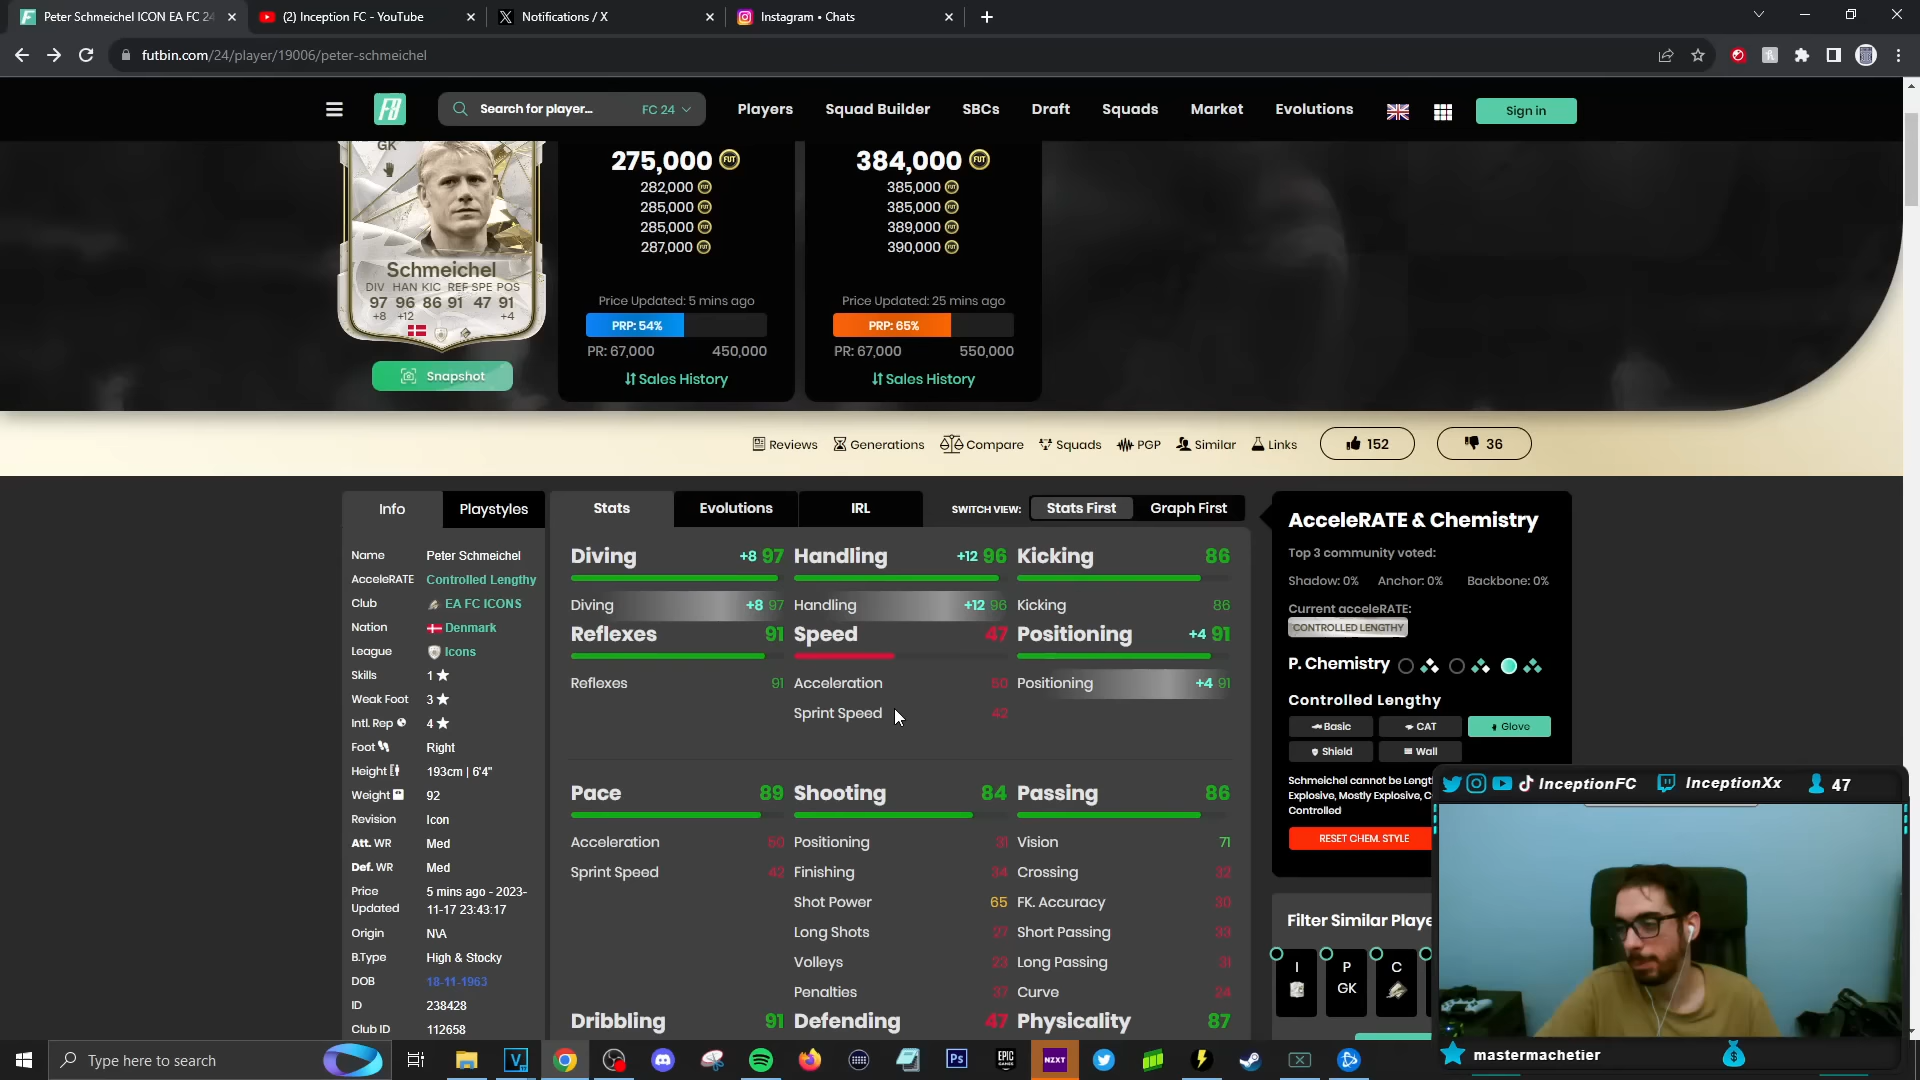 Peter Schmeichel ICON EA FC 24
(2) Inception FC - YouTube
Notifications / X
Instagram • Chats
futbin.com/24/player/19006/peter-schmeichel
FB
Search for player...
FC 24
Players
Squad Builder
SBCs
Draft
Squads
Market
Evolutions
Sign in
GK
Schmeichel
DIV HAN KIC REF SPE POS
97 96 86 91 47 91
+8 +12 +4
Snapshot
275,000
282,000
285,000
285,000
287,000
Price Updated: 5 mins ago
PRP: 54%
PR: 67,000 450,000
Sales History
384,000
385,000
385,000
389,000
390,000
Price Updated: 25 mins ago
PRP: 65%
PR: 67,000 550,000
Sales History
Reviews Generations Compare Squads PGP Similar Links 152 36
Info Playstyles
Name Peter Schmeichel
AcceleRATE Controlled Lengthy
Club EA FC ICONS
Nation Denmark
League Icons
Skills 1
Weak Foot 3
Intl. Rep 4
Foot Right
Height 193cm | 6'4"
Weight 92
Revision Icon
Att. WR Med
Def. WR Med
Price Updated 5 mins ago - 2023-
11-17 23:43:17
Origin N\A
B.Type High & Stocky
DOB 18-11-1963
ID 238428
Club ID 112658
Stats Evolutions IRL SWITCH VIEW: Stats First Graph First
Diving +8 97 Handling +12 96 Kicking 86
Diving +8 97 Handling +12 96 Kicking 86
Reflexes 91 Speed 47 Positioning +4 91
Reflexes 91 Acceleration 50 Positioning +4 91
Sprint Speed 42
Pace 89 Shooting 84 Passing 86
Acceleration 50 Positioning 31 Vision 71
Sprint Speed 42 Finishing 34 Crossing 32
Shot Power 65 FK. Accuracy 30
Long Shots 27 Short Passing 33
Volleys 23 Long Passing 31
Penalties 37 Curve 24
Dribbling 91 Defending 47 Physicality 87
AcceleRATE & Chemistry
Top 3 community voted:
Shadow: 0% Anchor: 0% Backbone: 0%
Current acceleRATE:
CONTROLLED LENGTHY
P. Chemistry
Controlled Lengthy
Basic CAT Glove
Shield Wall
Schmeichel cannot be
Explosive, Mostly Explosive,
Controlled
RESET CHEM. STYLE
Filter Similar
I P C
GK
InceptionFC InceptionXx 47
mastermachetier
Type here to search
V
Ps
EPIC
GAMES
NZXT